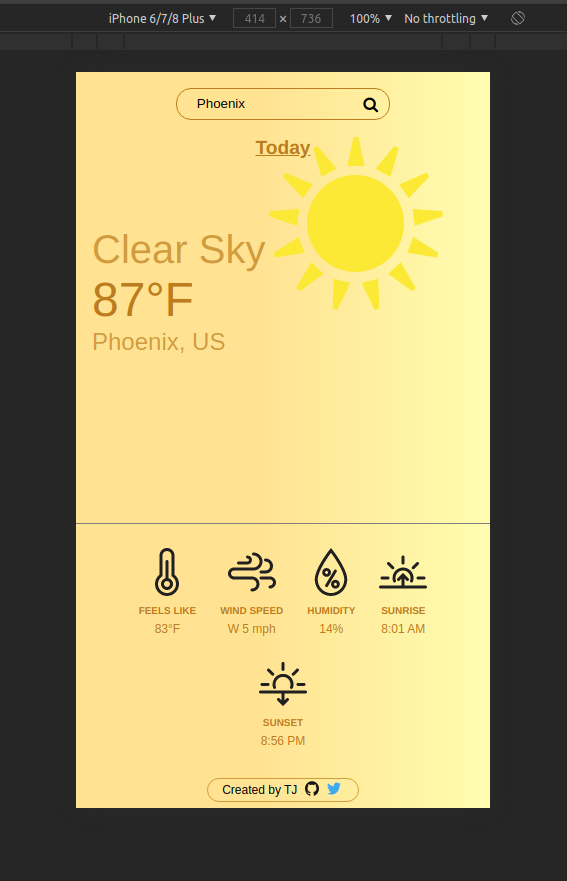 iPhone 6/7/8 Plus ▼ 414 × 736 100% ▼ No throttling ▼
Phoenix
Today
Clear Sky
87°F
Phoenix, US
FEELS LIKE WIND SPEED HUMIDITY SUNRISE
83°F W 5 mph 14% 8:01 AM
SUNSET
8:56 PM
Created by TJ